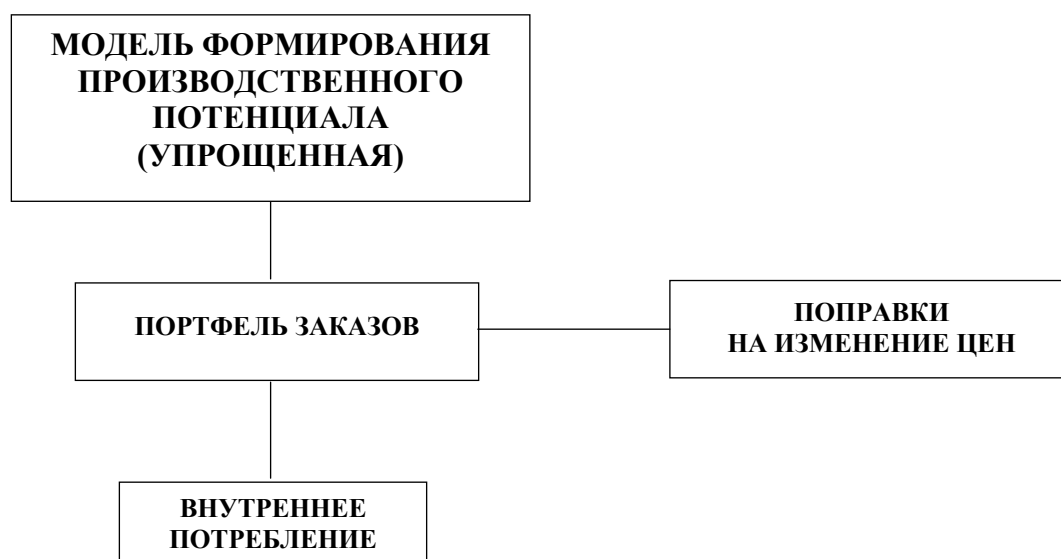 МОДЕЛЬ ФОРМИРОВАНИЯ
ПРОИЗВОДСТВЕННОГО
ПОТЕНЦИАЛА
(УПРОЩЕННАЯ)
ПОРТФЕЛЬ ЗАКАЗОВ
ПОПРАВКИ
НА ИЗМЕНЕНИЕ ЦЕН
ВНУТРЕННЕЕ
ПОТРЕБЛЕНИЕ